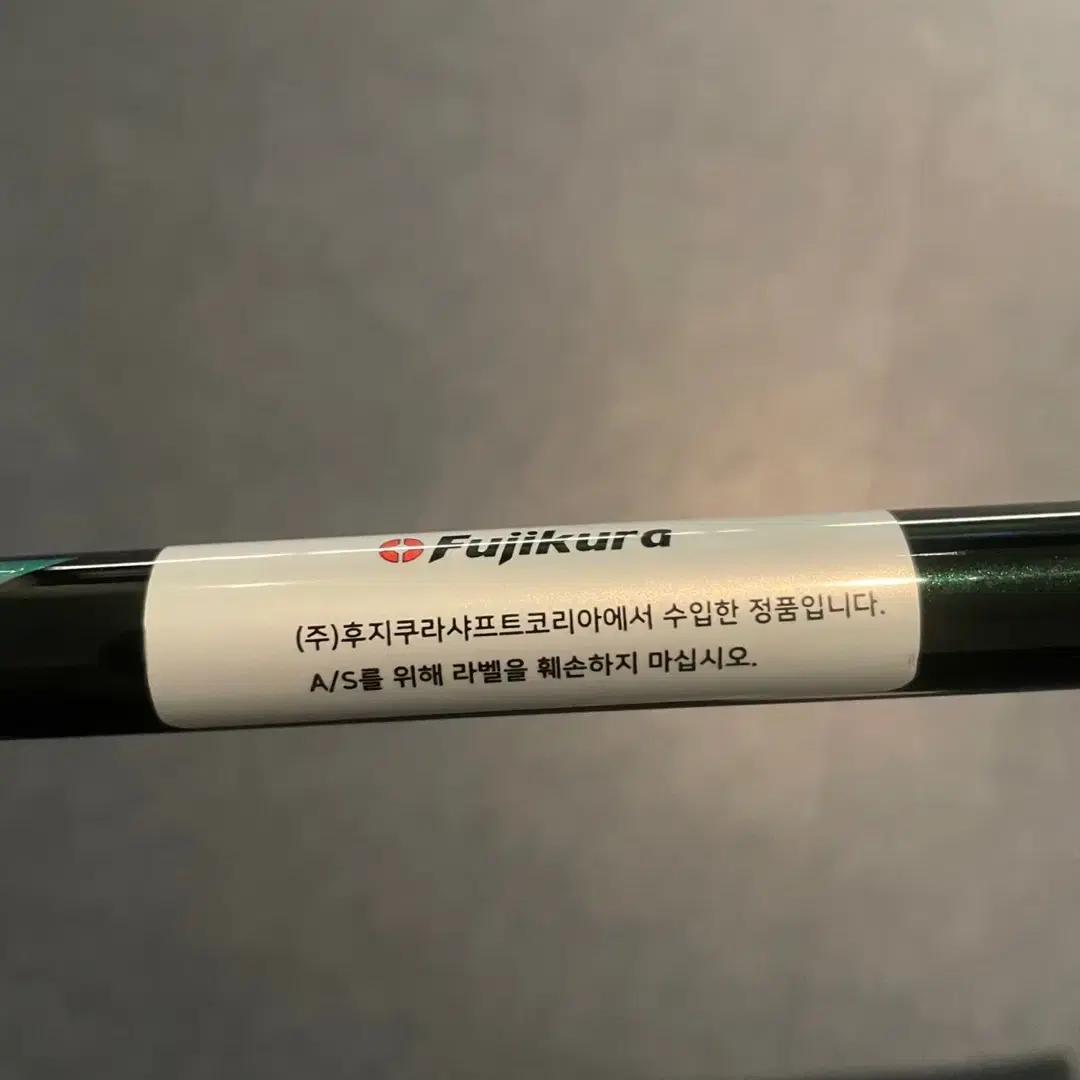 Fujikura
(주)후지쿠라샤프트코리아에서 수입한 정품입니다.
A/S를 위해 라벨을 훼손하지 마십시오.